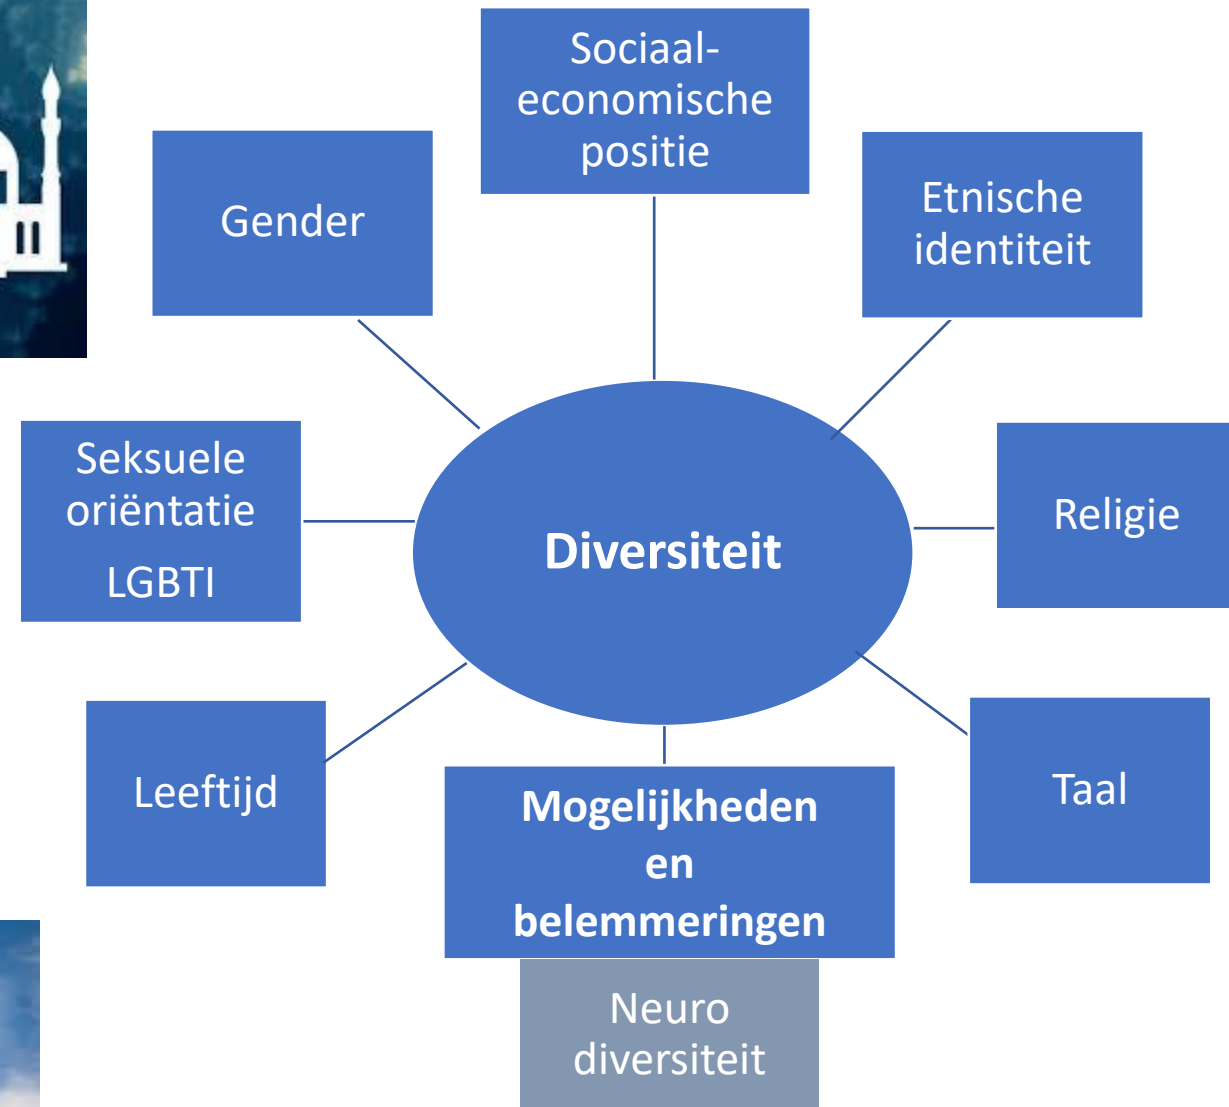 Sociaal-
economische
positie
Gender
Etnische
identiteit
Seksuele
oriëntatie
LGBTI
Diversiteit
Religie
Leeftijd
Mogelijkheden
en
belemmeringen
Taal
Neuro
diversiteit